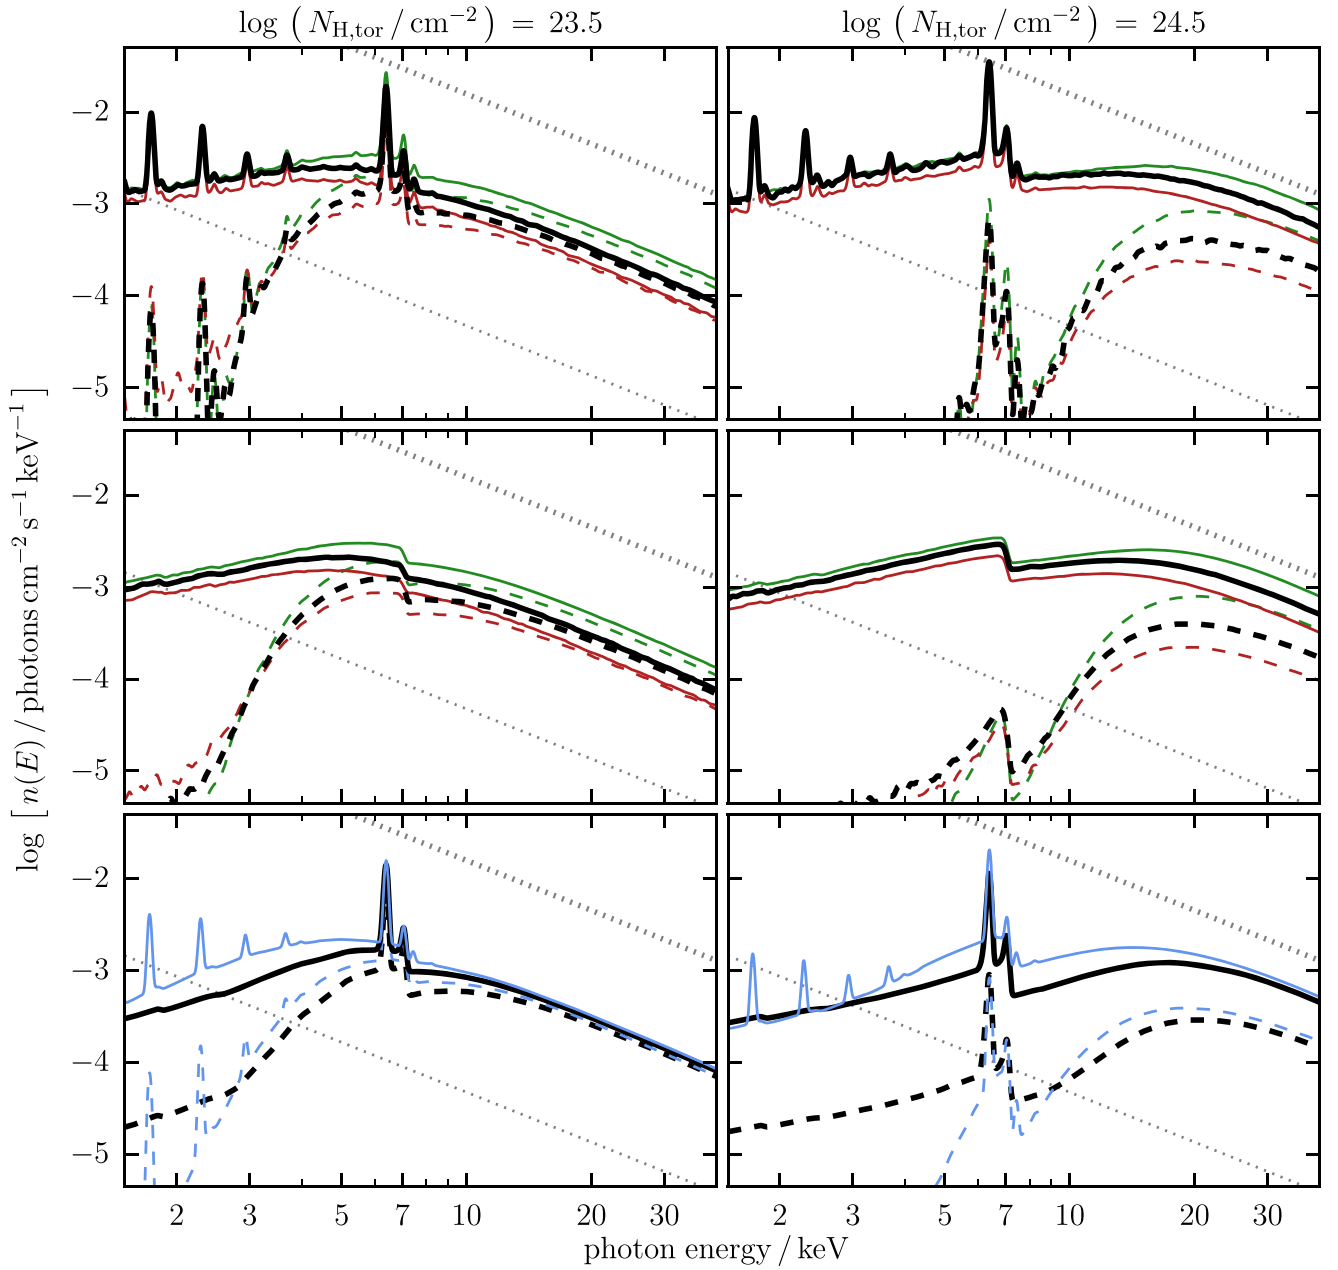 log ( N_H,tor / cm⁻² ) = 23.5
log ( N_H,tor / cm⁻² ) = 24.5
−2
−3
−4
−5
−2
−3
−4
−5
−2
−3
−4
−5
log [ n(E) / photons cm⁻² s⁻¹ keV⁻¹ ]
2 3 5 7 10 20 30
2 3 5 7 10 20 30
photon energy / keV